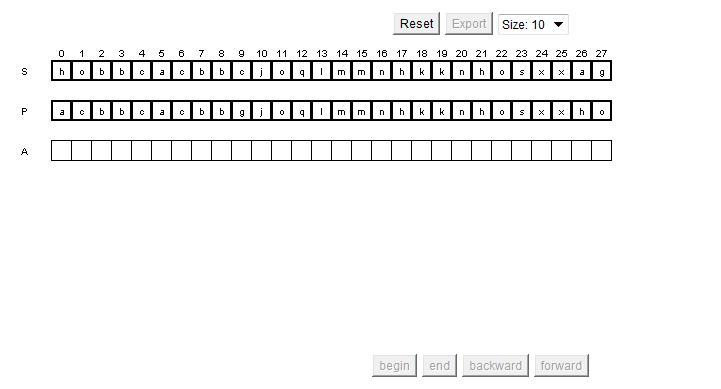 Reset Export Size: 10
0 1 2 3 4 5 6 7 8 9 10 11 12 13 14 15 16 17 18 19 20 21 22 23 24 25 26 27
S h o b b c a c b b c j o q l m m n h k k n h o s x x a g
P a c b b c a c b b g j o q l m m n h k k n h o s x x h o
A
begin end backward forward